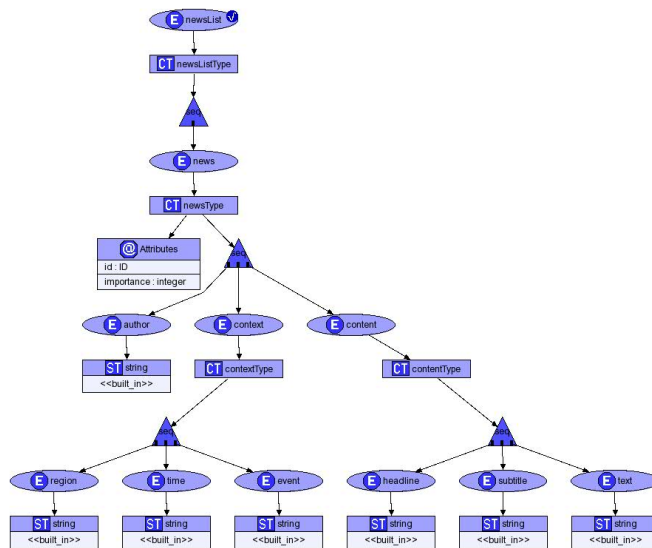 E newsList √
CT newsListType
seq
E news
CT newsType
@ Attributes
id : ID
importance : integer
seq
E author
E context
E content
ST string
<<built_in>>
CT contextType
CT contentType
seq
seq
E region
E time
E event
E headline
E subtitle
E text
ST string
ST string
ST string
ST string
ST string
ST string
<<built_in>>
<<built_in>>
<<built_in>>
<<built_in>>
<<built_in>>
<<built_in>>